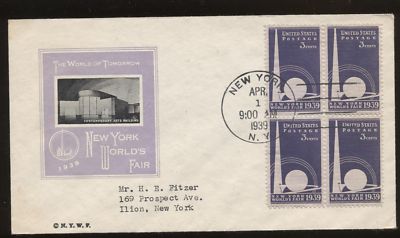 THE WORLD OF TOMORROW
CONTEMPORARY ARTS BUILDING
NEW YORK
WORLD'S
FAIR
1939
© N.Y.W.F.
Mr. H. E. Fitzer
169 Prospect Ave.
Ilion, New York
NEW YORK
APR
1
9:00 AM
1939
N. Y.
UNITED STATES
POSTAGE
3 CENTS
NEW YORK
WORLD'S FAIR 1939
UNITED STATES
POSTAGE
3 CENTS
NEW YORK
WORLD'S FAIR 1939
UNITED STATES
POSTAGE
3 CENTS
NEW YORK
WORLD'S FAIR 1939
UNITED STATES
POSTAGE
3 CENTS
NEW YORK
WORLD'S FAIR 1939